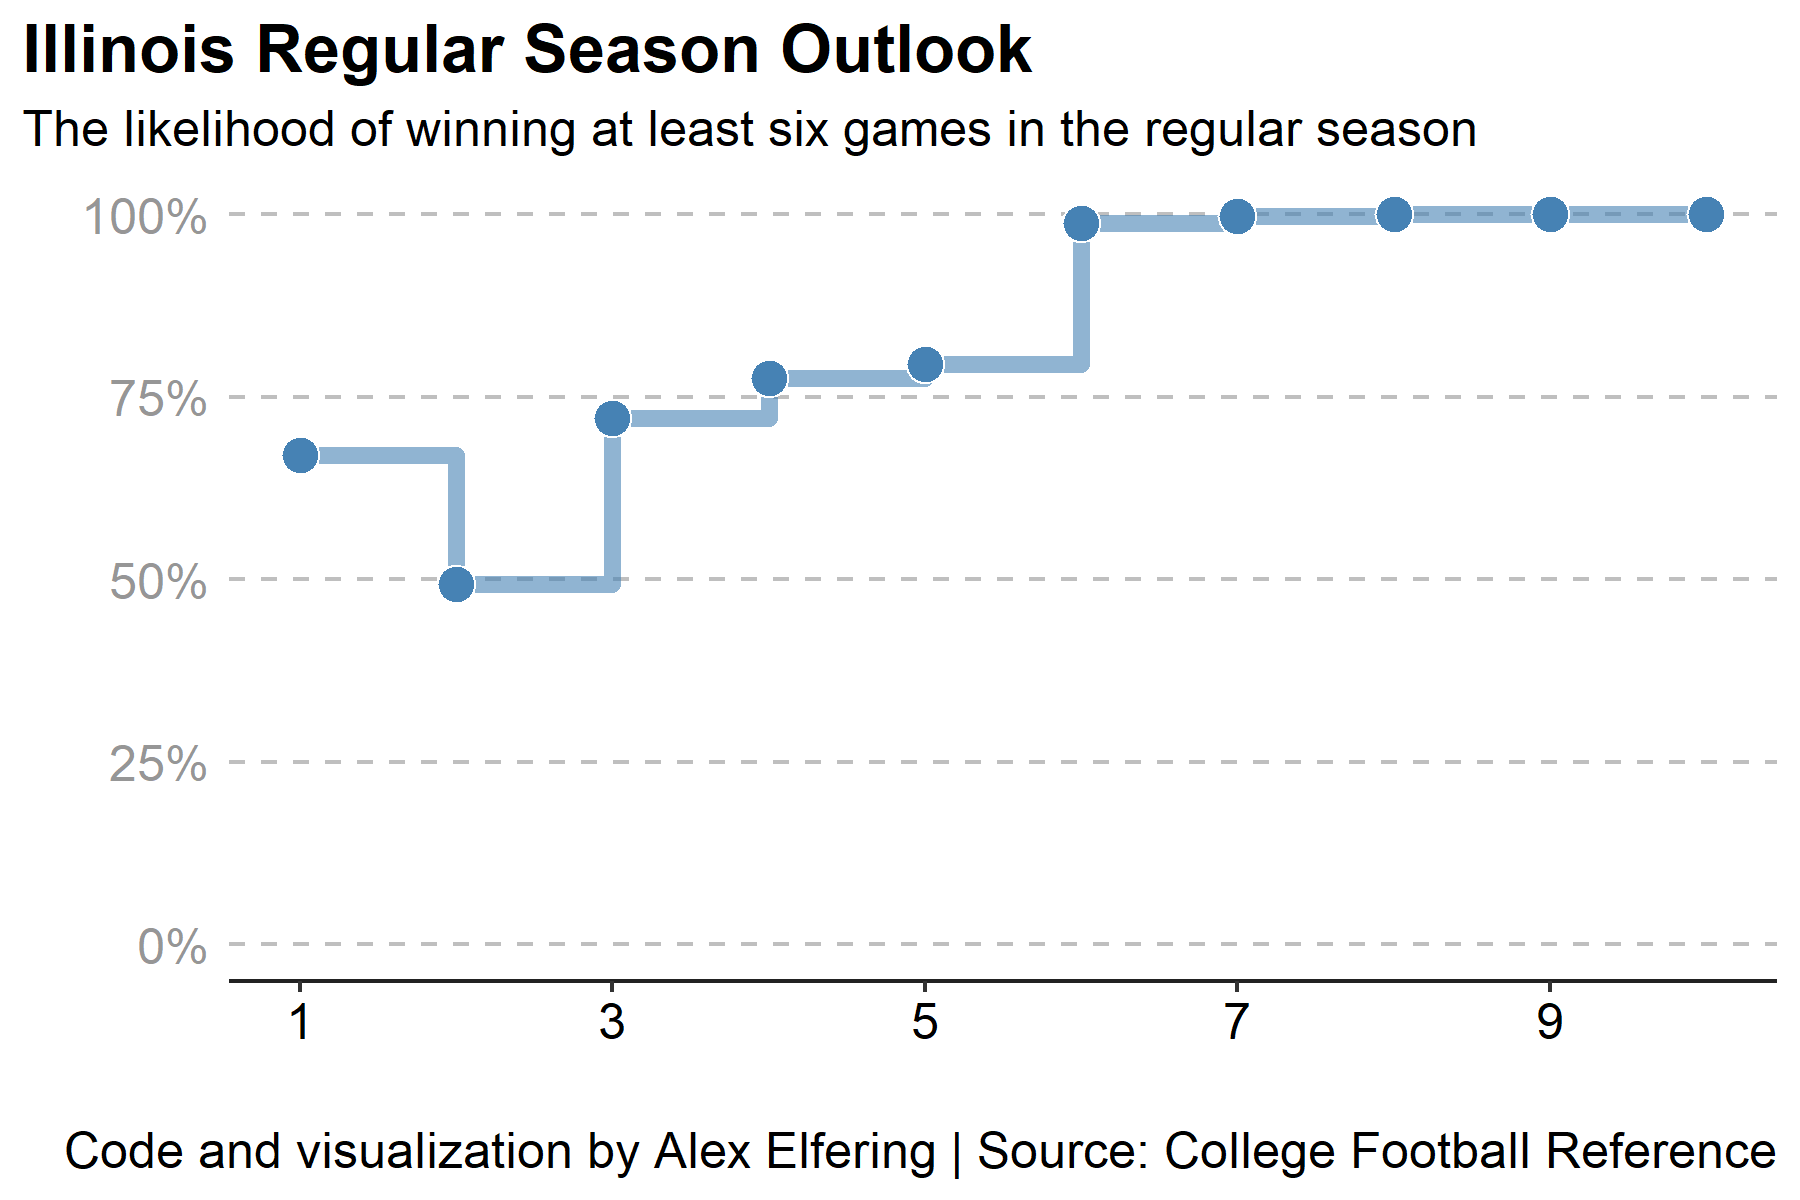 Illinois Regular Season Outlook
The likelihood of winning at least six games in the regular season
100%
75%
50%
25%
0%
1 3 5 7 9
Code and visualization by Alex Elfering | Source: College Football Reference